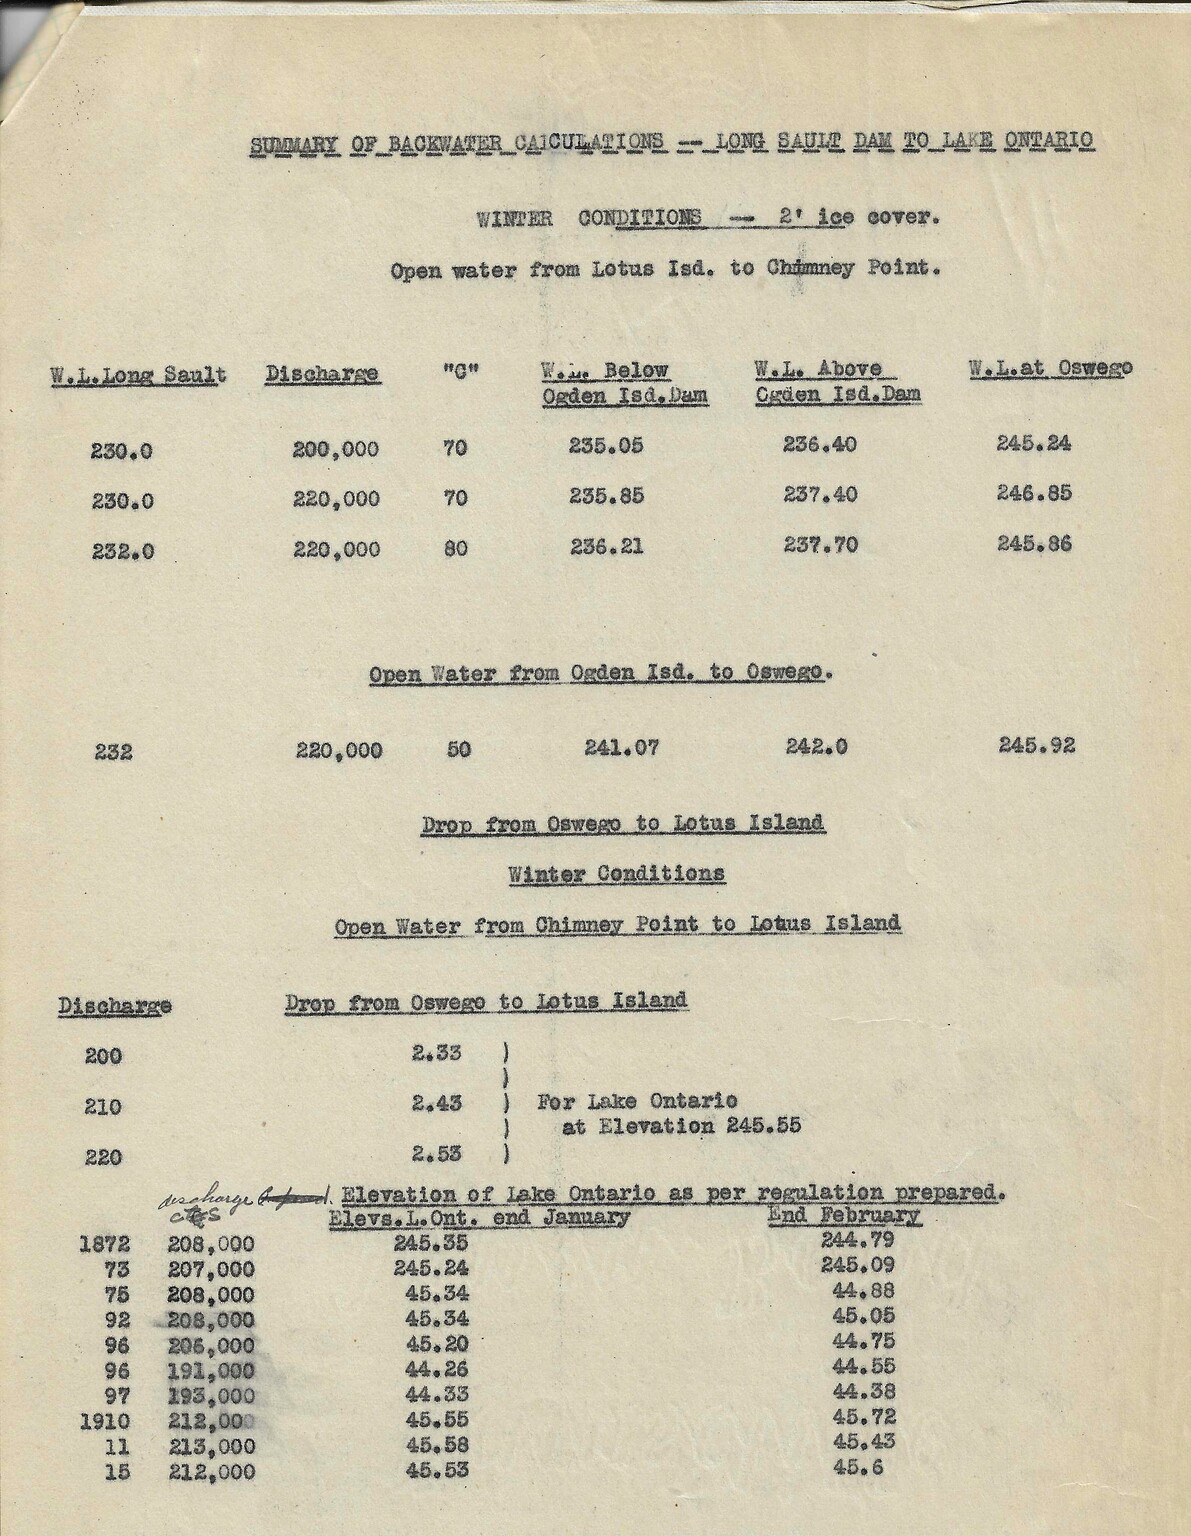 SUMMARY OF BACKWATER CALCULATIONS -- LONG SAULT DAM TO LAKE ONTARIO
WINTER CONDITIONS -- 2' ice cover.
Open water from Lotus Isd. to Chimney Point.
W.L.Long Sault Discharge "C" W.L. Below Ogden Isd.Dam W.L. Above Ogden Isd.Dam W.L.at Oswego
230.0 200,000 70 235.05 236.40 245.24
230.0 220,000 70 235.85 237.40 246.85
232.0 220,000 80 236.21 237.70 245.86
Open Water from Ogden Isd. to Oswego.
232 220,000 50 241.07 242.0 245.92
Drop from Oswego to Lotus Island
Winter Conditions
Open Water from Chimney Point to Lotus Island
Discharge Drop from Oswego to Lotus Island
200 2.33 )
)
210 2.43 ) For Lake Ontario
) at Elevation 245.55
220 2.53 )
discharge Elevation of Lake Ontario as per regulation prepared.
cfs Elevs.L.Ont. end January End February
1872 208,000 245.35 244.79
73 207,000 245.24 245.09
75 208,000 45.34 44.88
92 208,000 45.34 45.05
96 206,000 45.20 44.75
96 191,000 44.26 44.55
97 193,000 44.33 44.38
1910 212,000 45.55 45.72
11 213,000 45.58 45.43
15 212,000 45.53 45.6